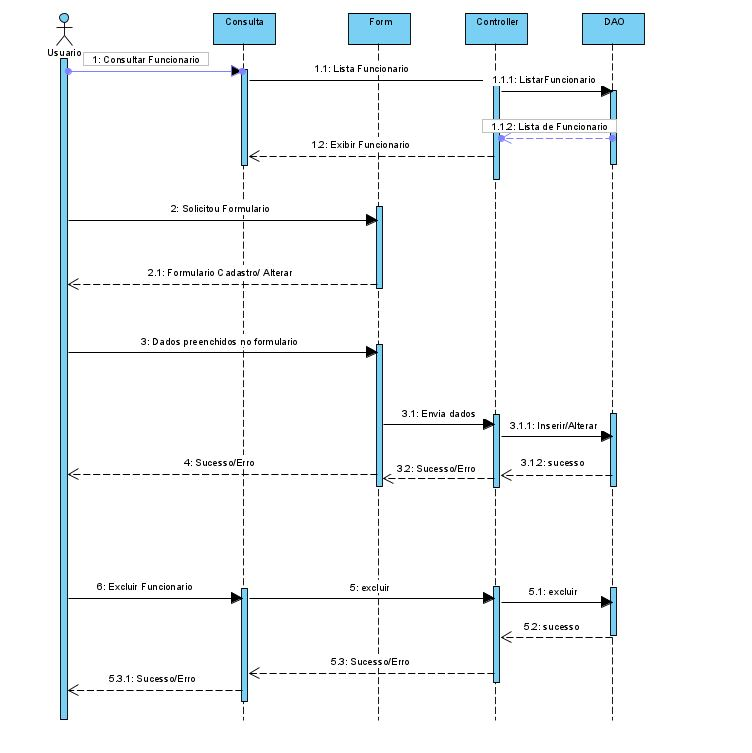 Consulta
Form
Controller
DAO
Usuario
1: Consultar Funcionario
1.1: Lista Funcionario
1.1.1: ListarFuncionario
1.1.2: Lista de Funcionario
1.2: Exibir Funcionario
2: Solicitou Formulario
2.1: Formulario Cadastro/ Alterar
3: Dados preenchidos no formulario
3.1: Envia dados
3.1.1: Inserir/Alterar
4: Sucesso/Erro
3.2: Sucesso/Erro
3.1.2: sucesso
6: Excluir Funcionario
5: excluir
5.1: excluir
5.2: sucesso
5.3: Sucesso/Erro
5.3.1: Sucesso/Erro